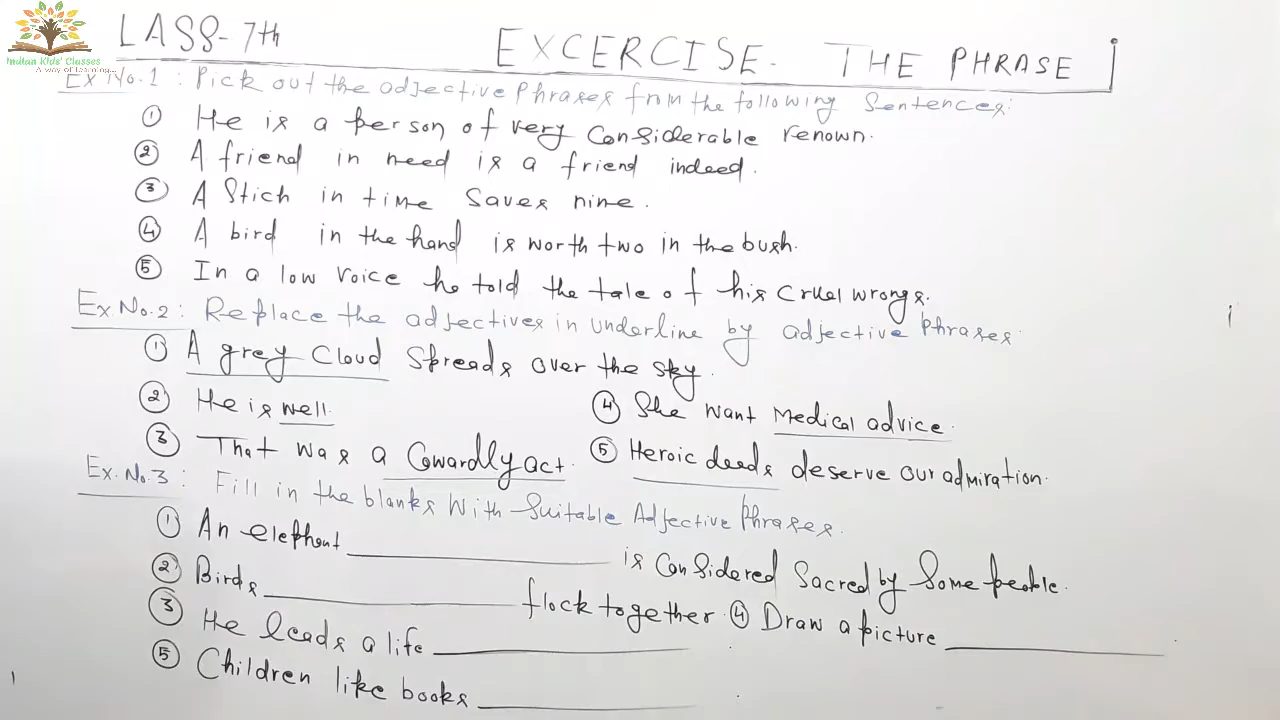 LASS-7th
EXCERCISE. THE PHRASE
Indian Kids' Classes
A way of learning...
Ex No.1 : Pick out the adjective Phrases from the following Sentences:
① He is a person of very Considerable renown.
② A friend in need is a friend indeed.
③ A Stich in time Saves nine.
④ A bird in the hand is worth two in the bush.
⑤ In a low voice he told the tale of his Cruel wrongs.
Ex No.2 : Replace the adjectives in underline by adjective Phrases:
① A grey Cloud Spreads over the sky.
② He is well.
④ She want Medical advice.
③ That was a Cowardly act.
⑤ Heroic deeds deserve our admiration.
Ex. No.3 : Fill in the blanks With Suitable Adjective Phrases.
① An elephant ____________ is Considered Sacred by Some people.
② Birds ____________ flock together. ④ Draw a picture ____________
③ He leads a life ____________
⑤ Children like books ____________